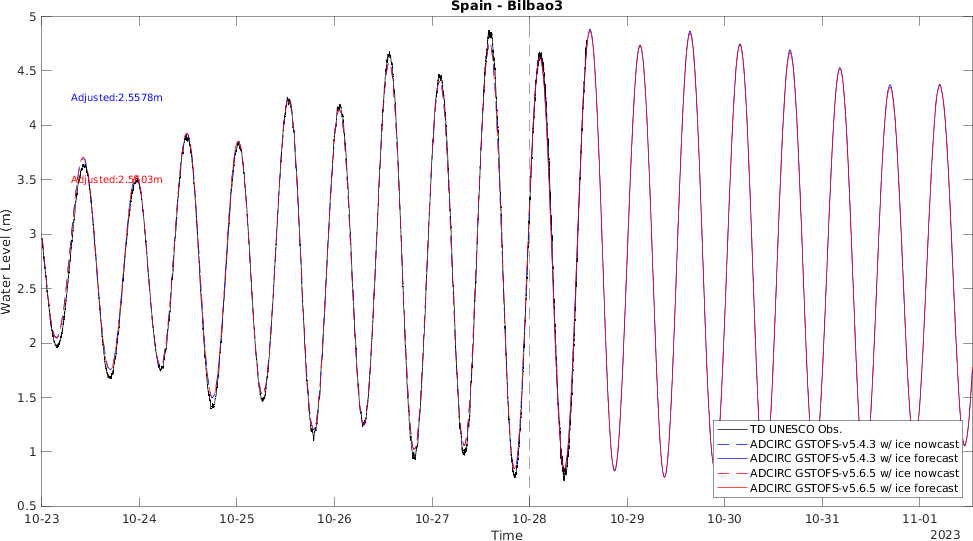 Spain - Bilbao3
5
4.5
4
3.5
3
2.5
2
1.5
1
0.5
Water Level (m)
Adjusted:2.5578m
10-23
10-24
10-25
10-26
10-27
10-28
10-29
10-30
10-31
11-01
Time
2023
TD UNESCO Obs.
ADCIRC GSTOFS-v5.4.3 w/ ice nowcast
ADCIRC GSTOFS-v5.4.3 w/ ice forecast
ADCIRC GSTOFS-v5.6.5 w/ ice nowcast
ADCIRC GSTOFS-v5.6.5 w/ ice forecast